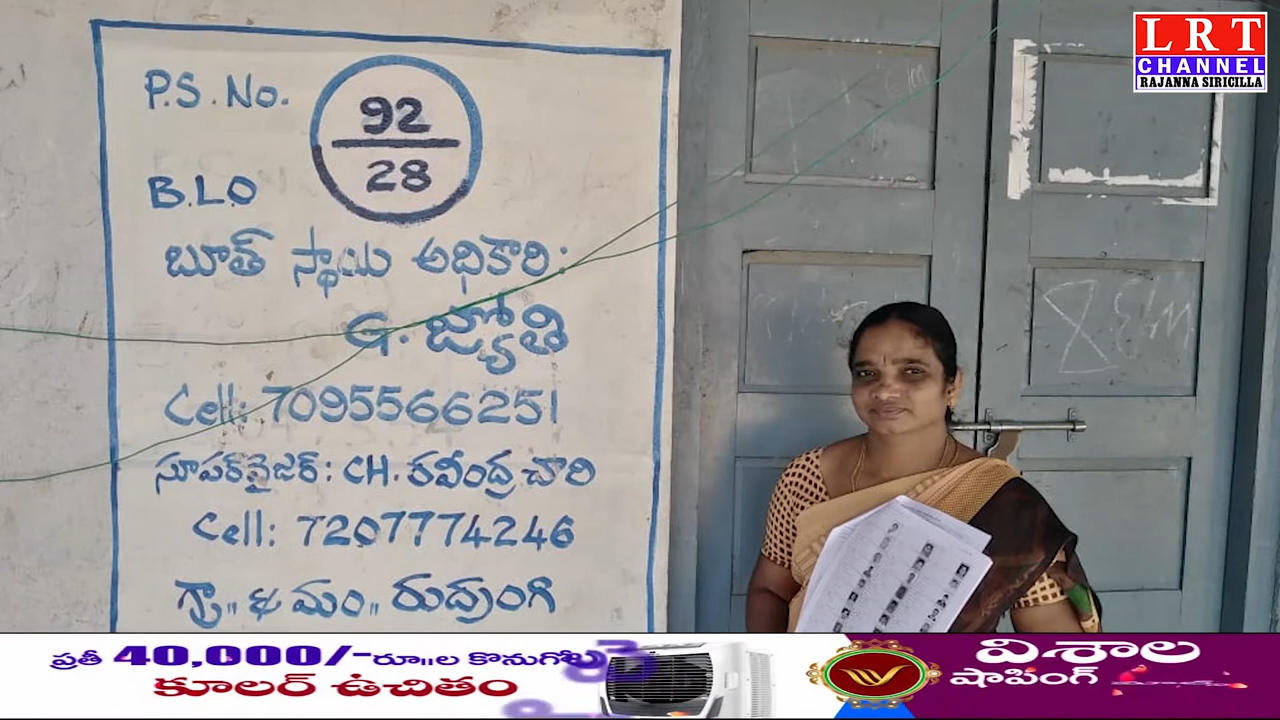 P.S. No. 92/28
B.L.O
బూత్ స్థాయి అధికారి:
G. జ్యోతి
Cell: 7095566251
సూపర్‌వైజర్: CH. రవీంద్ర చారి
Cell: 7207774246
గ్రా,, & మం,, రుద్రంగి
LRT
CHANNEL
RAJANNA SIRICILLA
ప్రతీ 40,000/-రూ॥ల కొనుగోలుపై
కూలర్ ఉచితం
విశాల
షాపింగ్